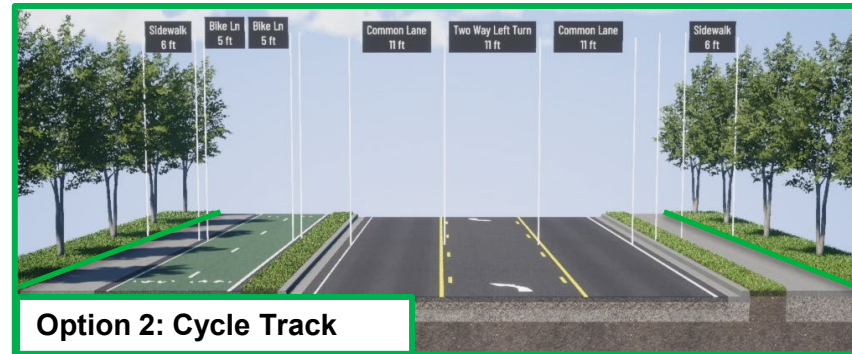 Sidewalk
6 ft
Bike Ln
5 ft
Bike Ln
5 ft
Common Lane
11 ft
Two Way Left Turn
11 ft
Common Lane
11 ft
Sidewalk
6 ft
Option 2: Cycle Track